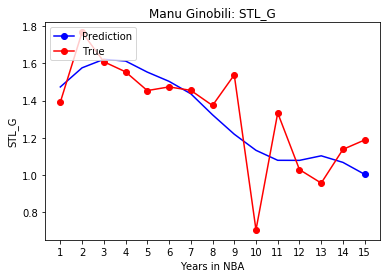 Manu Ginobili: STL_G
Prediction
True
STL_G
1.8
1.6
1.4
1.2
1.0
0.8
1 2 3 4 5 6 7 8 9 10 11 12 13 14 15
Years in NBA